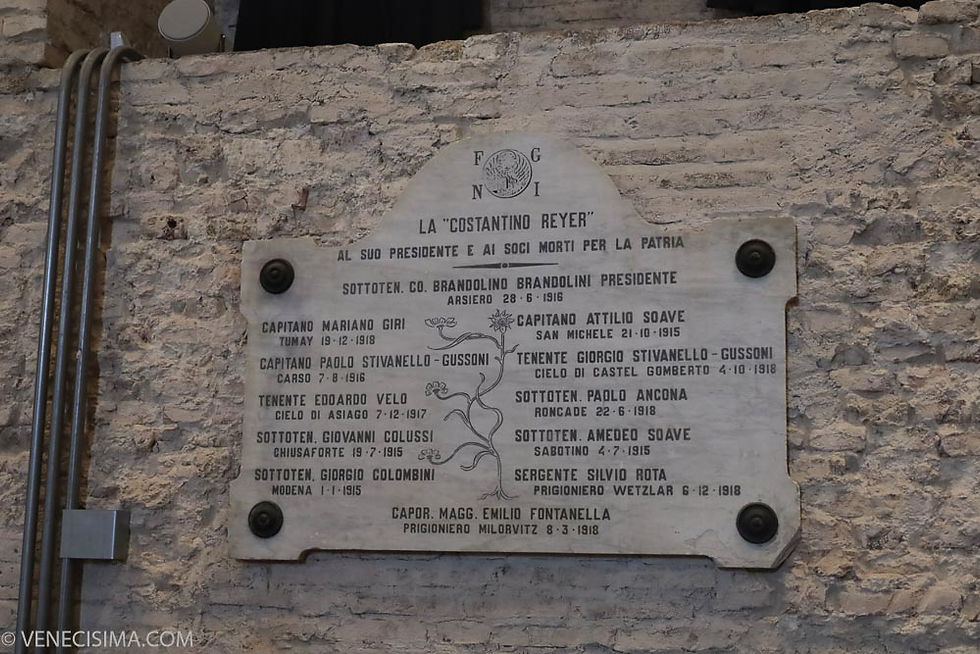 F G
N I
LA "COSTANTINO REYER"
AL SUO PRESIDENTE E AI SOCI MORTI PER LA PATRIA
SOTTOTEN. CO. BRANDOLINO BRANDOLINI PRESIDENTE
ARSIERO 28·6·1916
CAPITANO MARIANO GIRI
TUMAY 19·12·1918
CAPITANO PAOLO STIVANELLO-GUSSONI
CARSO 7·8·1916
TENENTE EDOARDO VELO
CIELO DI ASIAGO 7·12·1917
SOTTOTEN. GIOVANNI COLUSSI
CHIUSAFORTE 19·7·1915
SOTTOTEN. GIORGIO COLOMBINI
MODENA 1·1·1915
CAPITANO ATTILIO SOAVE
SAN MICHELE 21·10·1915
TENENTE GIORGIO STIVANELLO-GUSSONI
CIELO DI CASTEL GOMBERTO 4·10·1918
SOTTOTEN. PAOLO ANCONA
RONCADE 22·6·1918
SOTTOTEN. AMEDEO SOAVE
SABOTINO 4·7·1915
SERGENTE SILVIO ROTA
PRIGIONIERO WETZLAR 6·12·1918
CAPOR. MAGG. EMILIO FONTANELLA
PRIGIONIERO MILORVITZ 8·3·1918
© VENECISIMA.COM